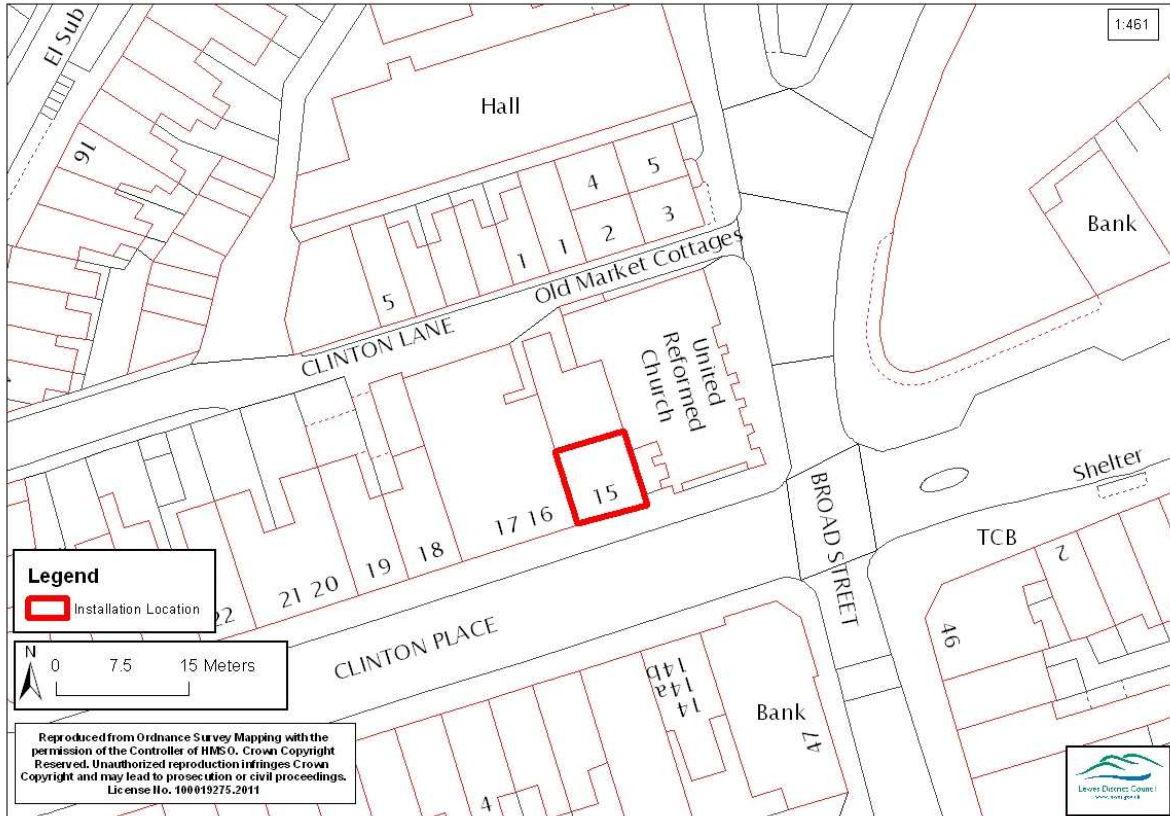 1:461
El Sub
Hall
16
5
4
5
3
2
1
1
5
Bank
Old Market Cottages
CLINTON LANE
United
Reformed
Church
15
17 16
18
19
21 20
22
BROAD STREET
Shelter
TCB
2
46
CLINTON PLACE
14b
14a
14
Bank
47
4
Legend
Installation Location
N
0 7.5 15 Meters
Reproduced from Ordnance Survey Mapping with the
permission of the Controller of HMSO. Crown Copyright
Reserved. Unauthorized reproduction infringes Crown
Copyright and may lead to prosecution or civil proceedings.
License No. 100019275.2011
Lewes District Council